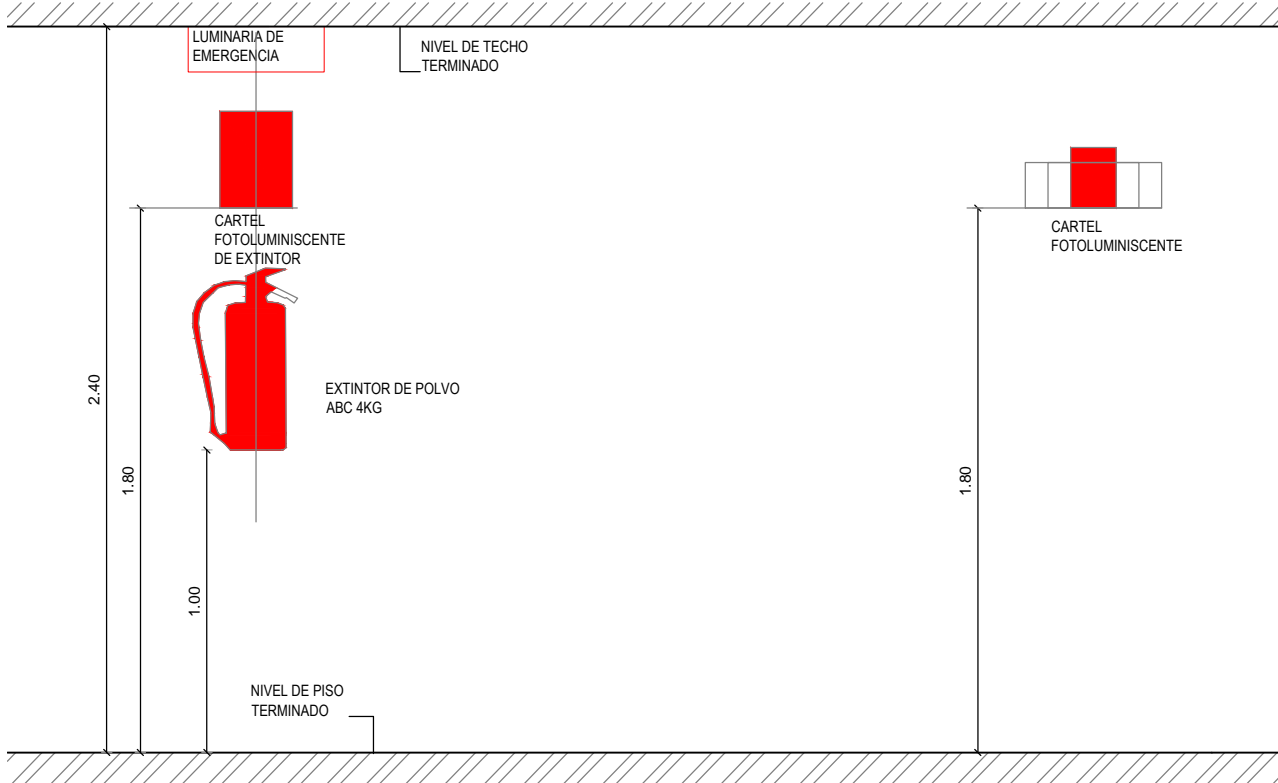 LUMINARIA DE
EMERGENCIA
NIVEL DE TECHO
TERMINADO
CARTEL
FOTOLUMINISCENTE
DE EXTINTOR
CARTEL
FOTOLUMINISCENTE
EXTINTOR DE POLVO
ABC 4KG
2.40
1.80
1.80
1.00
NIVEL DE PISO
TERMINADO